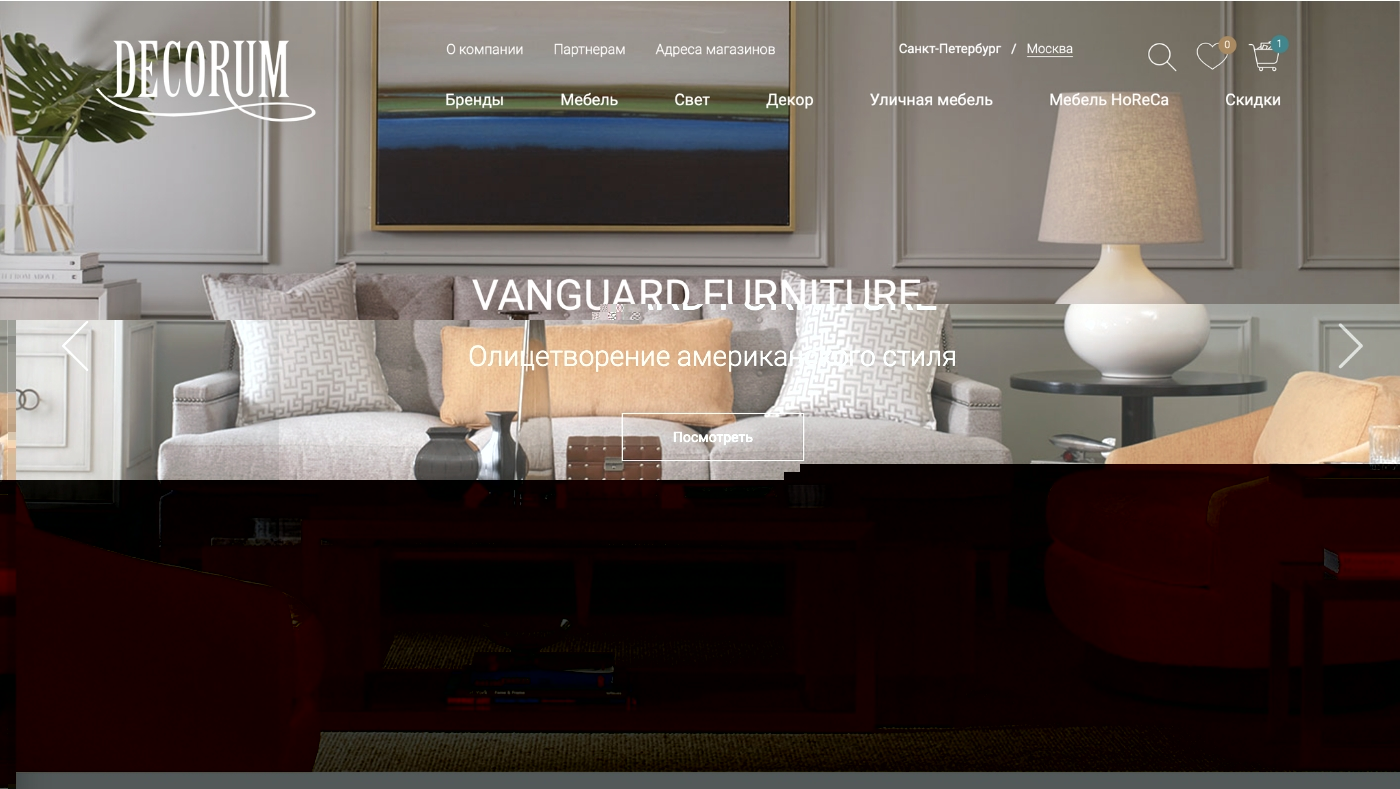 DECORUM
О компании Партнерам Адреса магазинов
Санкт-Петербург / Москва
0
1
Бренды Мебель Свет Декор Уличная мебель Мебель HoReCa Скидки
VANGUARD FURNITURE
Олицетворение американского стиля
Посмотреть